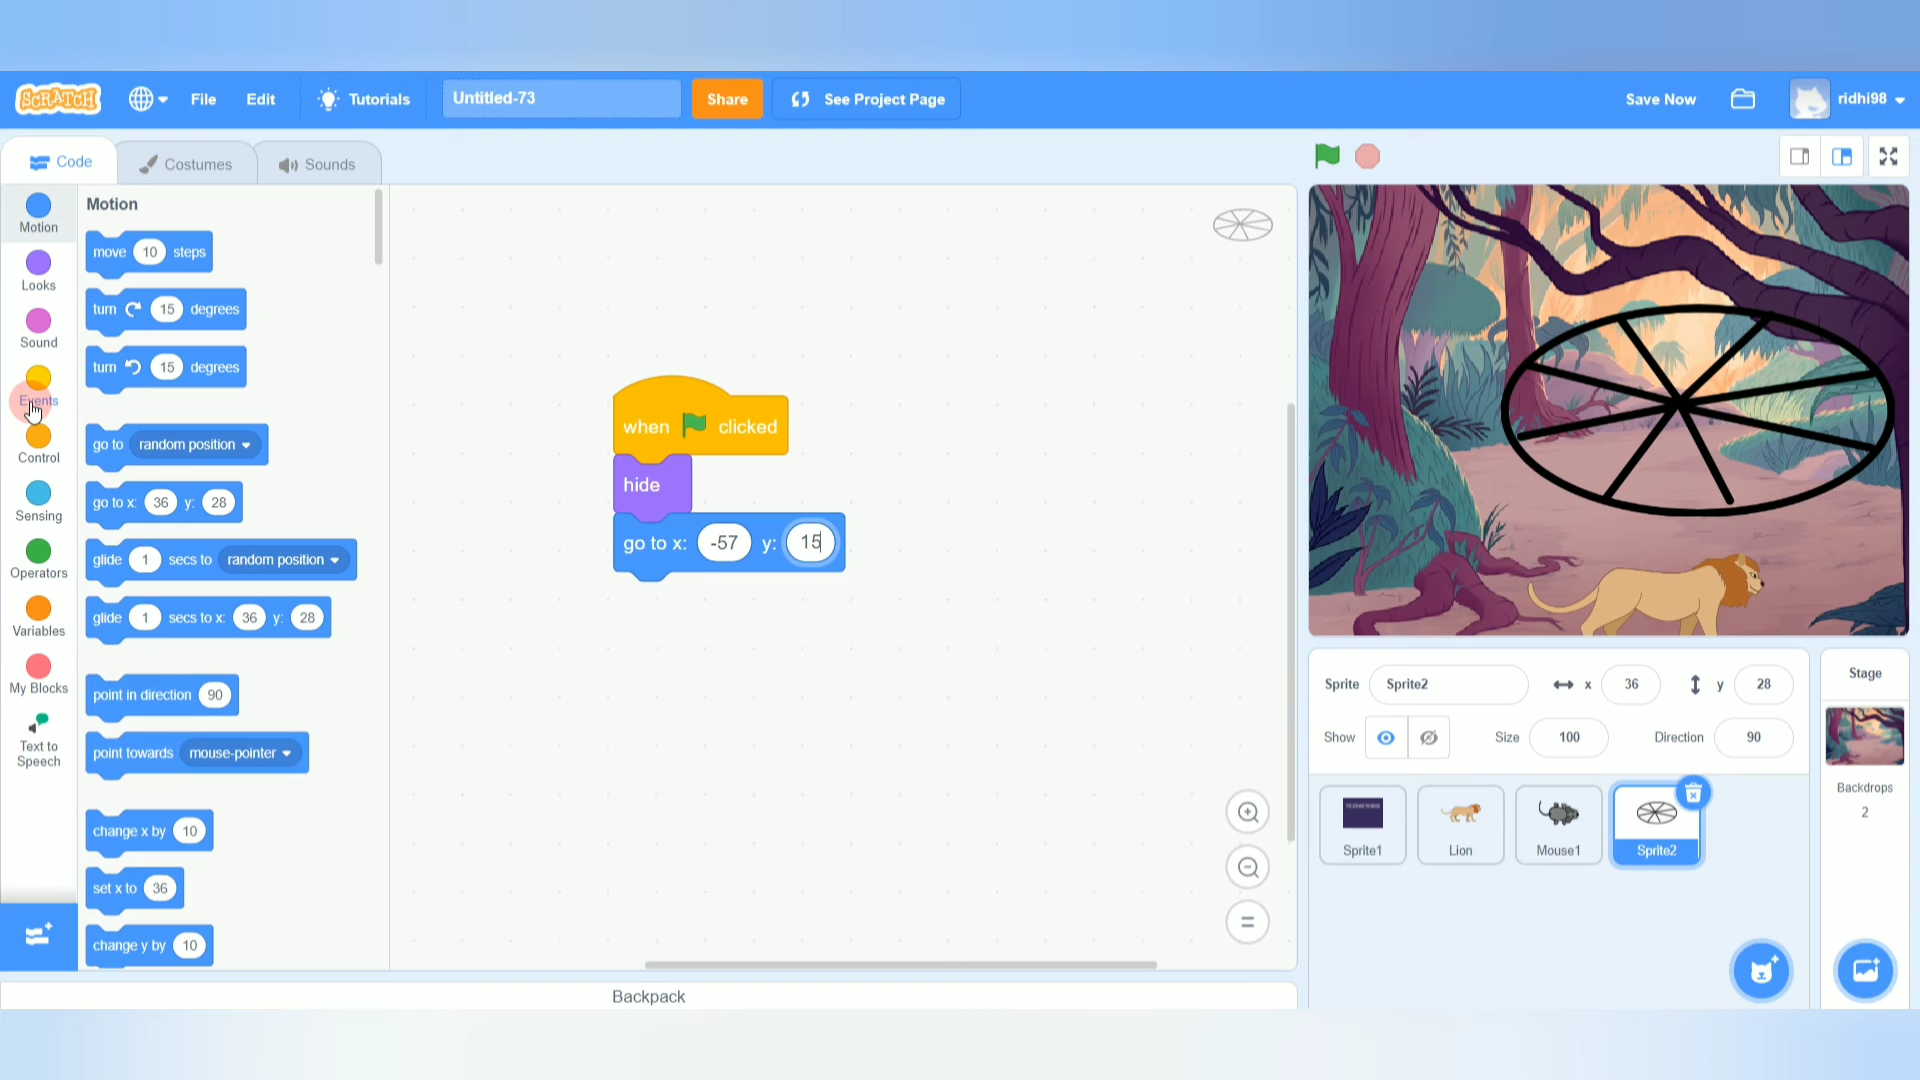 SCRATCH File Edit Tutorials Untitled-73 Share See Project Page Save Now ridhi98
Code Costumes Sounds
Motion
Looks
Sound
Events
Control
Sensing
Operators
Variables
My Blocks
Text to
Speech
Motion
move 10 steps
turn 15 degrees
turn 15 degrees
go to random position
go to x: 36 y: 28
glide 1 secs to random position
glide 1 secs to x: 36 y: 28
point in direction 90
point towards mouse-pointer
change x by 10
set x to 36
change y by 10
when clicked
hide
go to x: -57 y: 15
Backpack
Sprite Sprite2 x 36 y 28
Show Size 100 Direction 90
Sprite1 Lion Mouse1 Sprite2
Stage
Backdrops
2